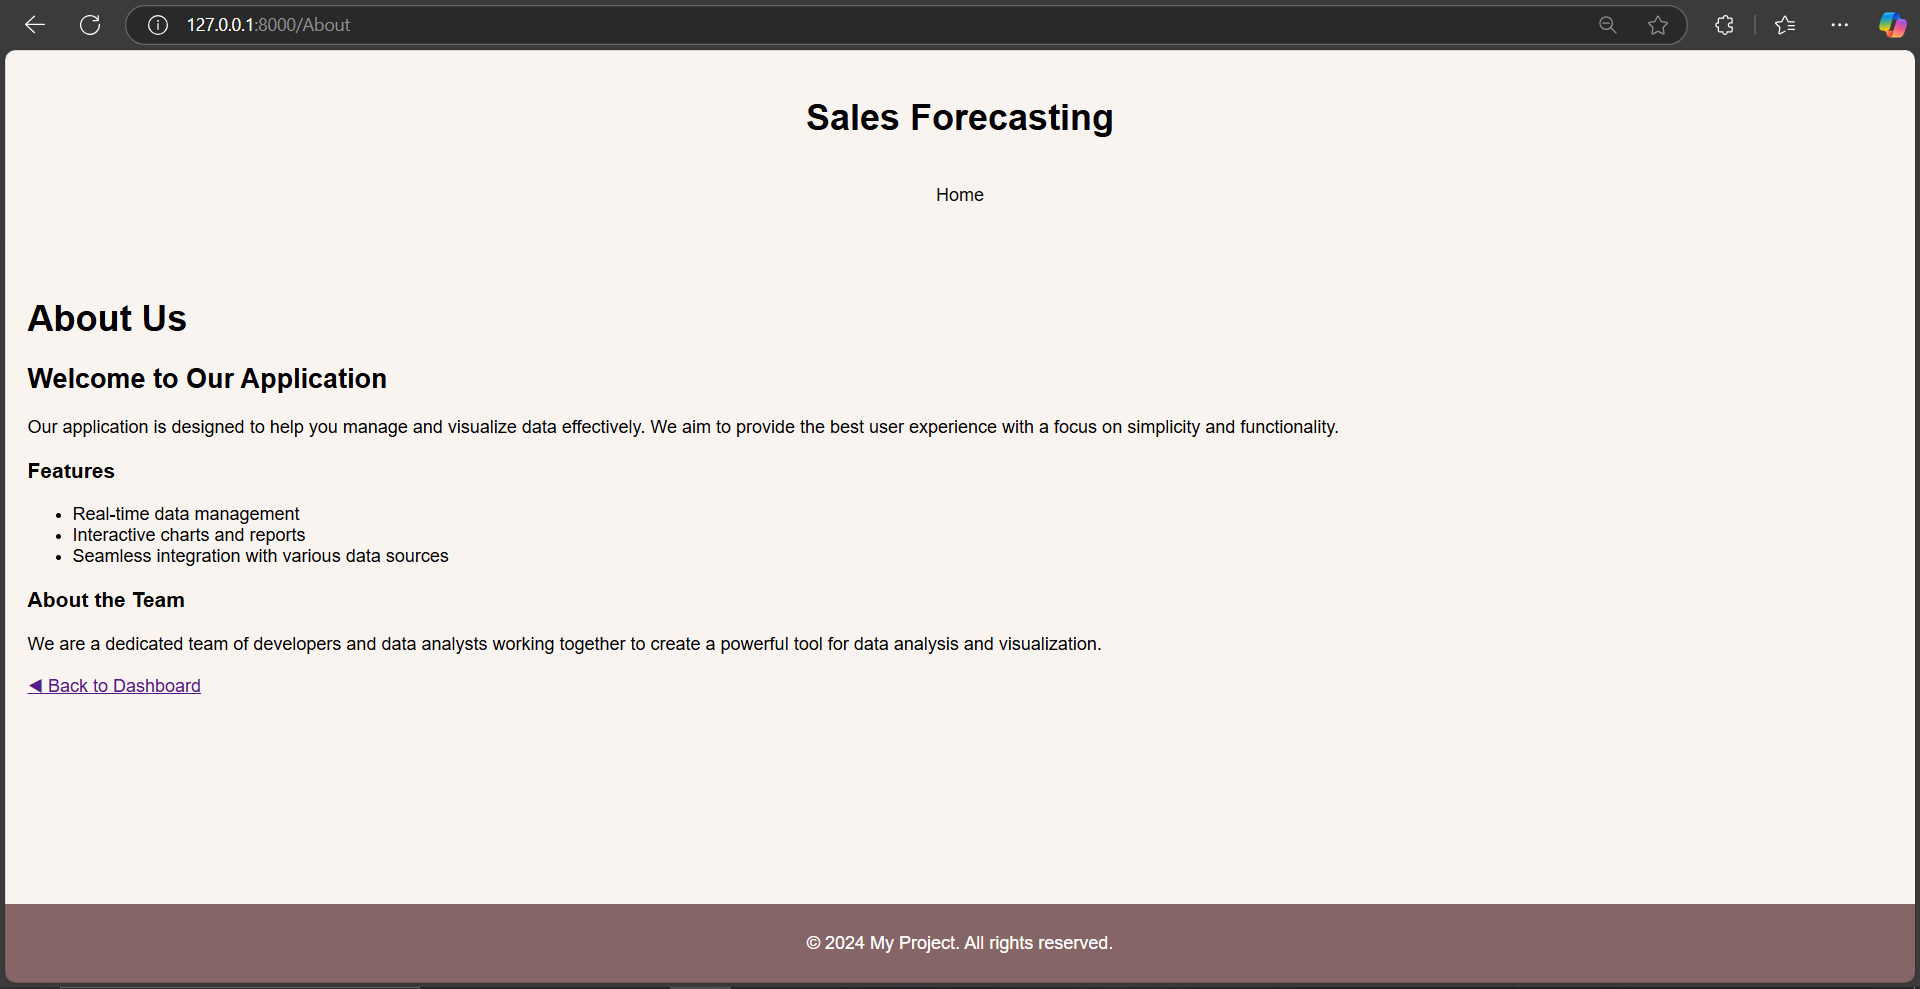 127.0.0.1:8000/About
Sales Forecasting
Home
About Us
Welcome to Our Application
Our application is designed to help you manage and visualize data effectively. We aim to provide the best user experience with a focus on simplicity and functionality.
Features
• Real-time data management
• Interactive charts and reports
• Seamless integration with various data sources
About the Team
We are a dedicated team of developers and data analysts working together to create a powerful tool for data analysis and visualization.
◀ Back to Dashboard
© 2024 My Project. All rights reserved.